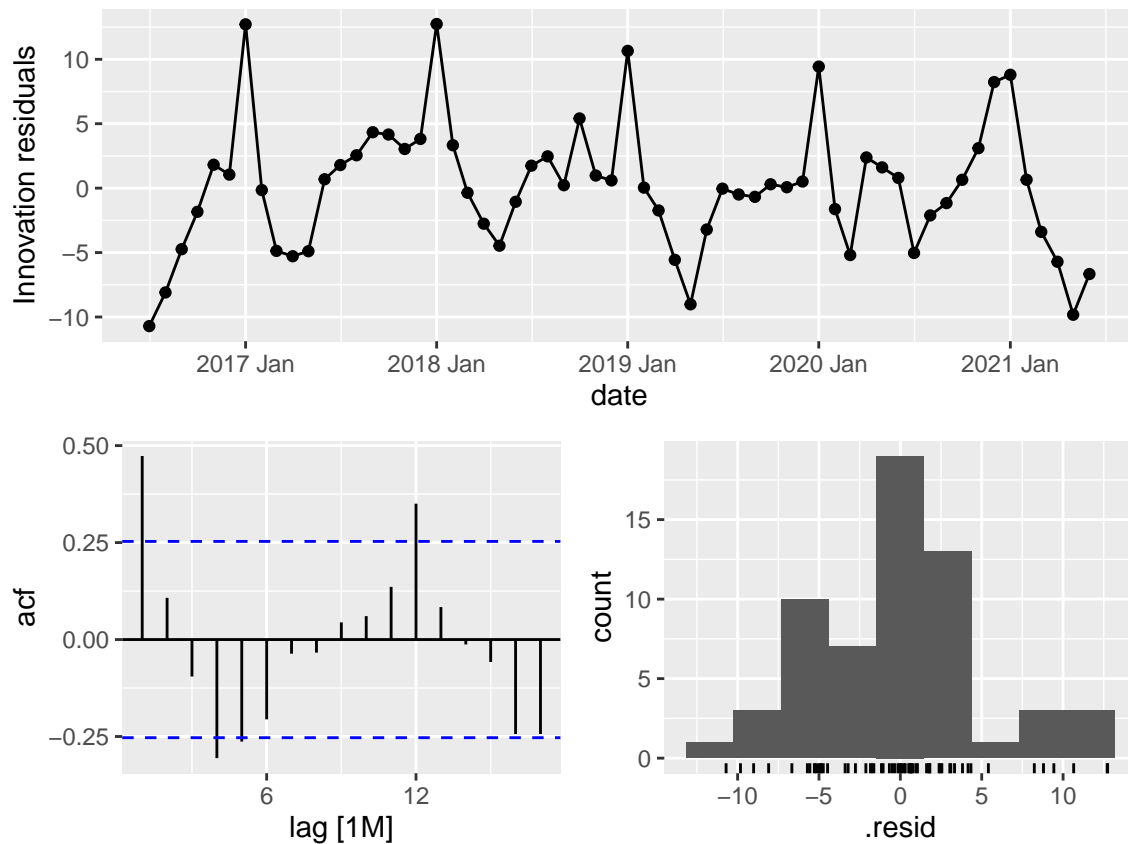 Innovation residuals
10
5
0
−5
−10
2017 Jan
2018 Jan
2019 Jan
2020 Jan
2021 Jan
date
acf
0.50
0.25
0.00
−0.25
6
12
lag [1M]
count
15
10
5
0
−10
−5
0
5
10
.resid